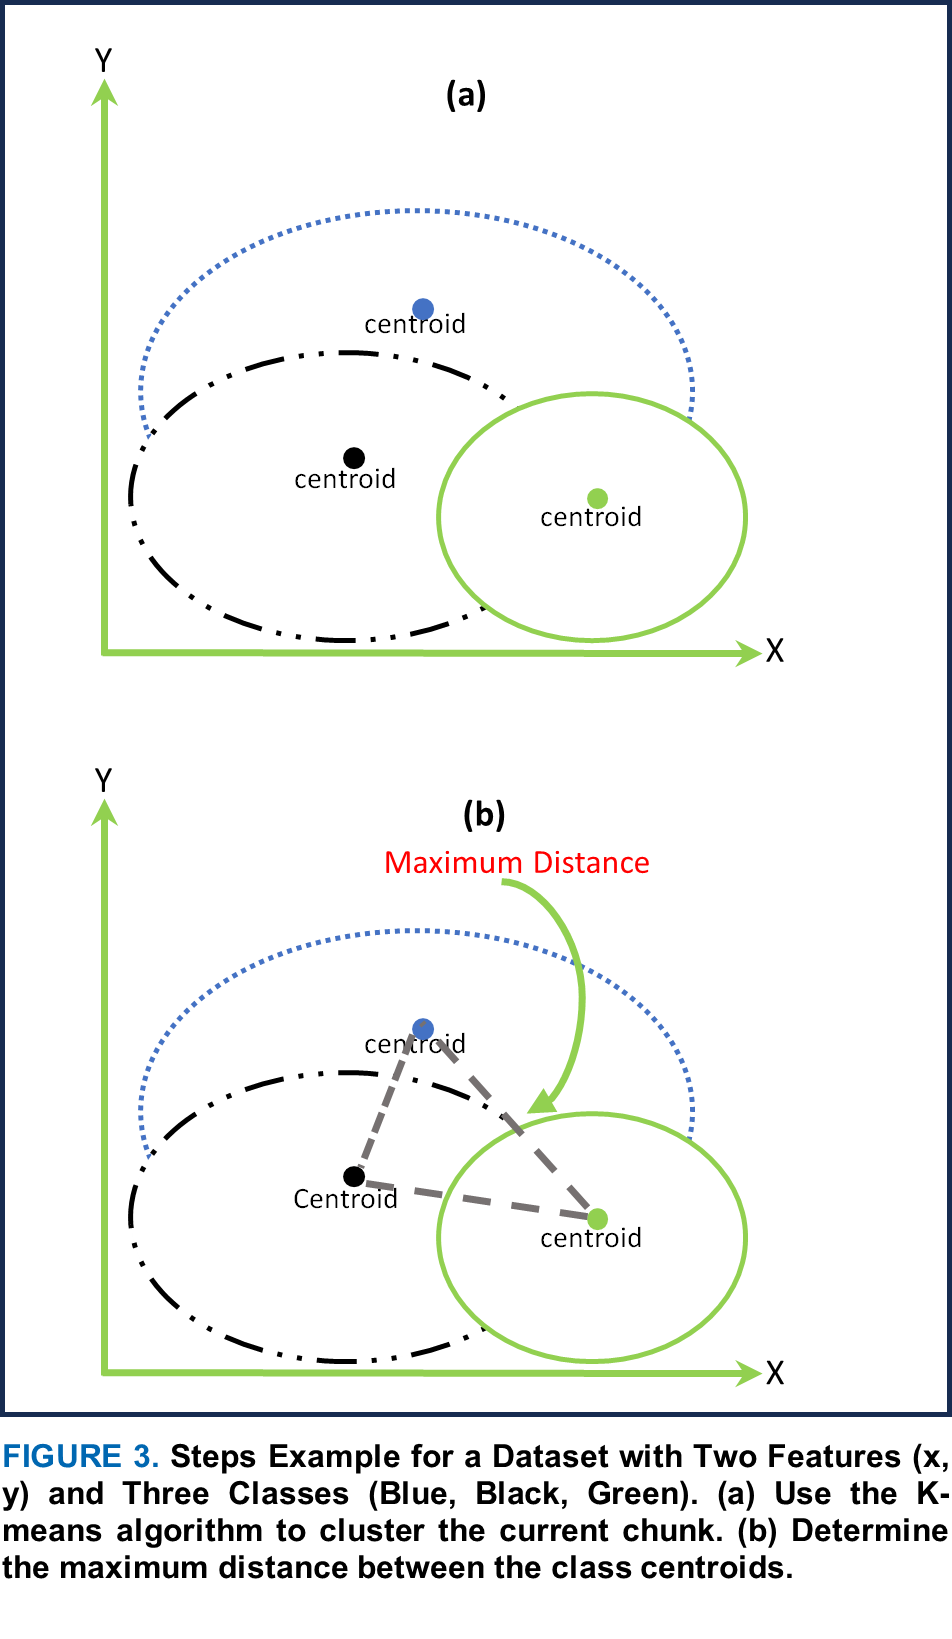 Y
(a)
centroid
centroid
centroid
X
Y
(b)
Maximum Distance
centroid
Centroid
centroid
X
FIGURE 3. Steps Example for a Dataset with Two Features (x,
y) and Three Classes (Blue, Black, Green). (a) Use the K-
means algorithm to cluster the current chunk. (b) Determine
the maximum distance between the class centroids.